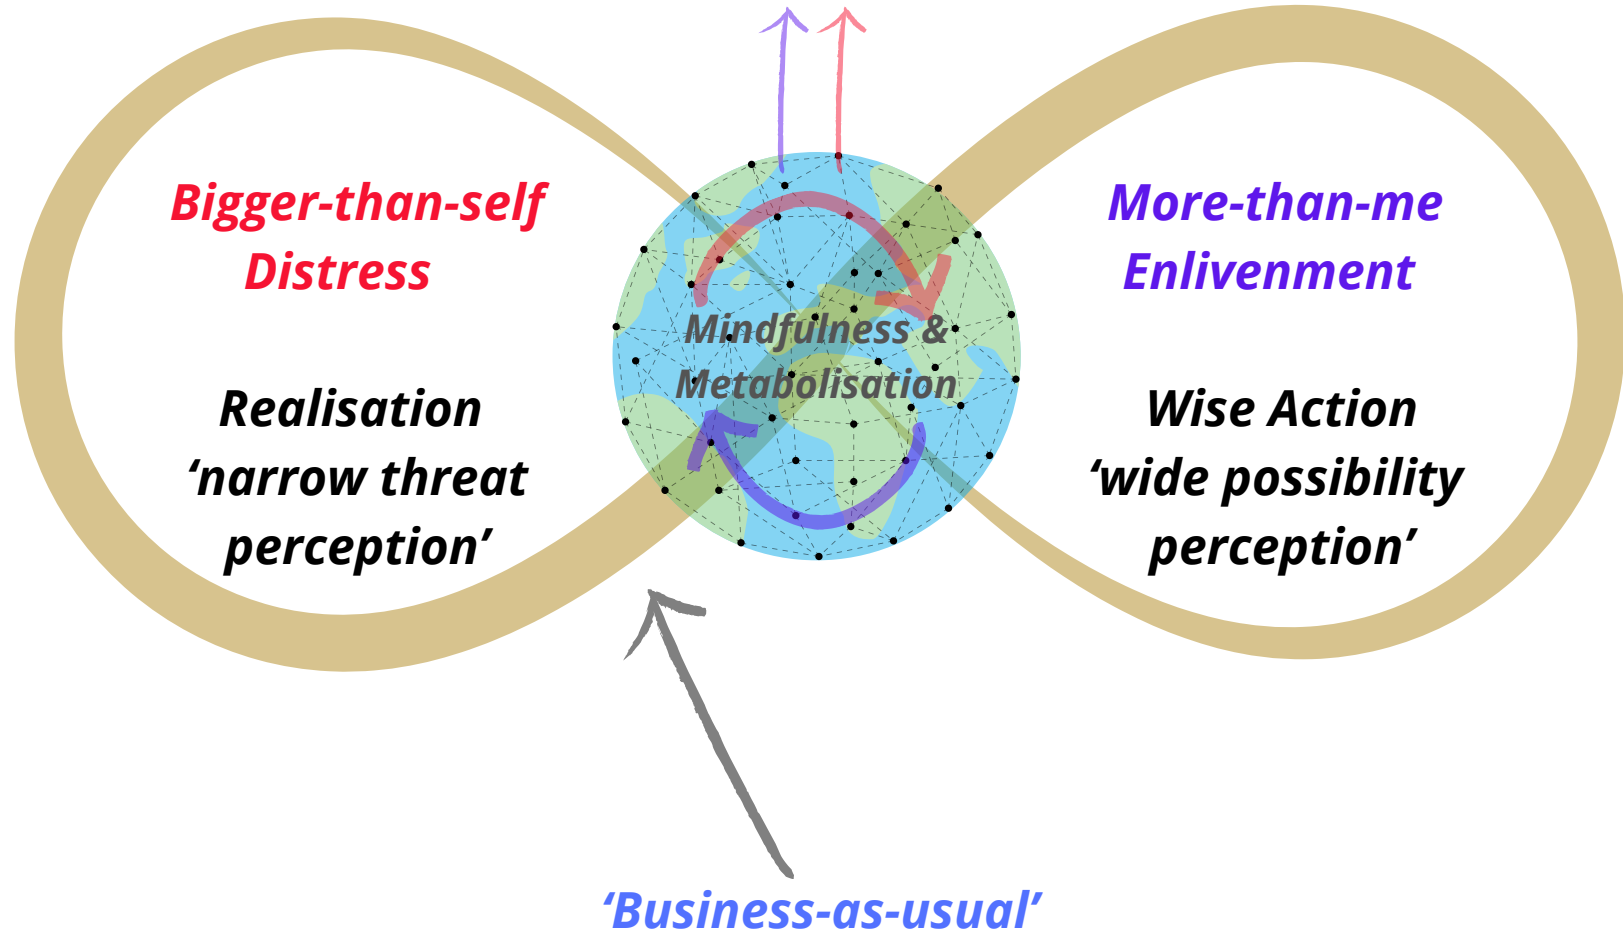 Bigger-than-self
Distress
Realisation
‘narrow threat
perception’
Mindfulness &
Metabolisation
More-than-me
Enlivenment
Wise Action
‘wide possibility
perception’
‘Business-as-usual’